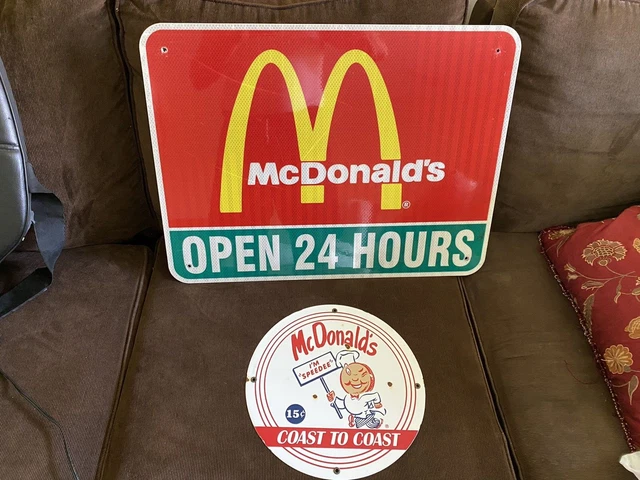 McDonald's
®
OPEN 24 HOURS
McDonald's
I'M
"SPEEDEE"
15¢
COAST TO COAST